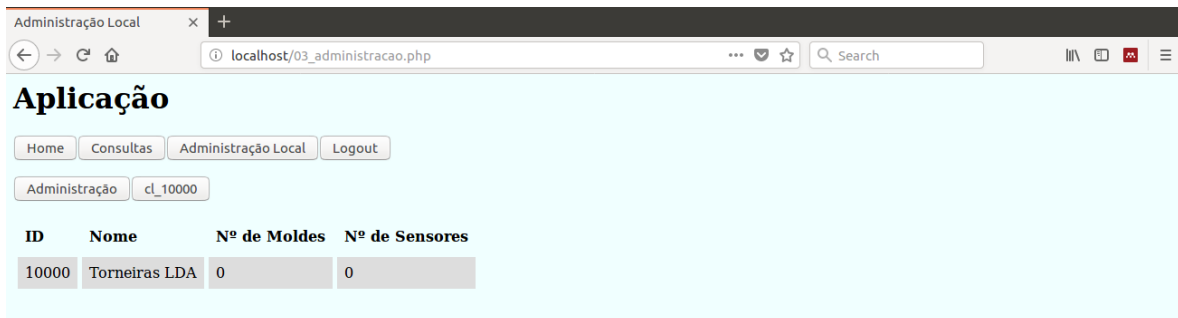 Administração Local
localhost/03_administracao.php
Search
Aplicação
Home Consultas Administração Local Logout
Administração cl_10000
ID Nome Nº de Moldes Nº de Sensores
10000 Torneiras LDA 0 0